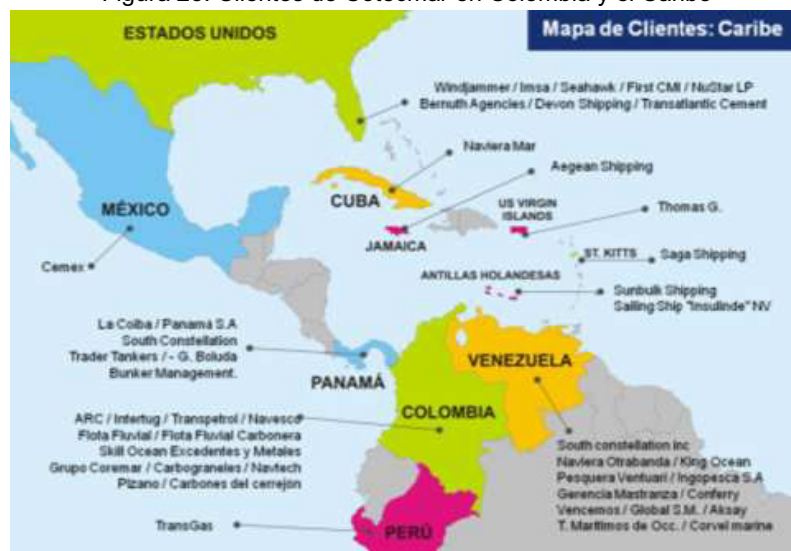 Mapa de Clientes: Caribe
ESTADOS UNIDOS
Windjammer / Imsa / Seahawk / First CMI / NuStar LP
Bernuth Agencies / Devon Shipping / Transatlantic Cement
Naviera Mar
Aegean Shipping
CUBA
US VIRGIN
ISLANDS
Thomas G.
MÉXICO
JAMAICA
Cemex
ST. KITTS
Saga Shipping
ANTILLAS HOLANDESAS
Sunbulk Shipping
Sailing Ship "Insulinde" NV
La Coiba / Panamá S.A
South Constellation
Trader Tankers / - G. Boluda
Bunker Management.
PANAMÁ
VENEZUELA
COLOMBIA
ARC / Intertug / Transpetrol / Navesco
Flota Fluvial / Flota Fluvial Carbonera
Skill Ocean Excedentes y Metales
Grupo Coremar / Carbograneles / Navtech
Pizano / Carbones del cerrejón
South constellation inc
Naviera Otrabanda / King Ocean
Pesquera Ventuari / Ingopesca S.A
Gerencia Mastranza / Conferry
Vencemos / Global S.M. / Aksay
T. Maritimos de Occ. / Corvel marine
TransGas
PERÚ